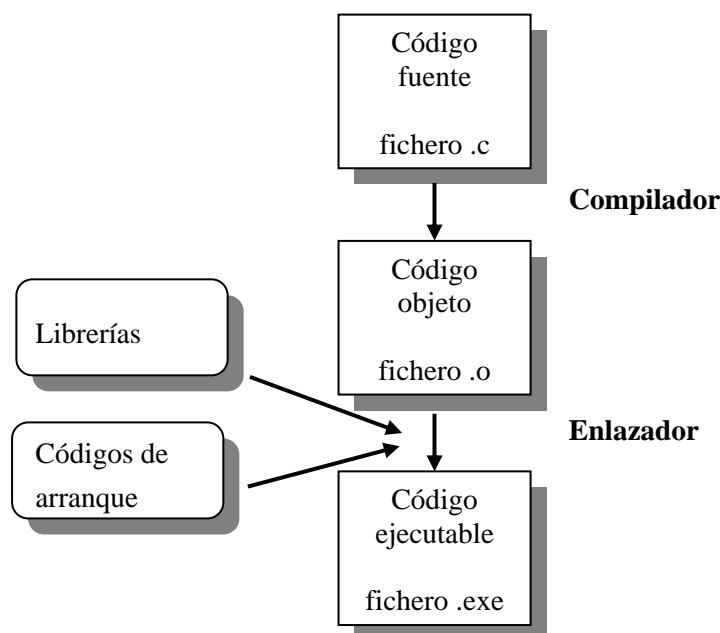 Código
fuente
fichero .c
Compilador
Código
objeto
fichero .o
Librerías
Códigos de
arranque
Enlazador
Código
ejecutable
fichero .exe